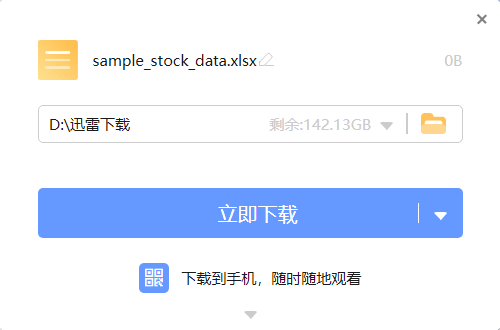 sample_stock_data.xlsx
0B
D:\迅雷下载
剩余:142.13GB
立即下载
下载到手机，随时随地观看